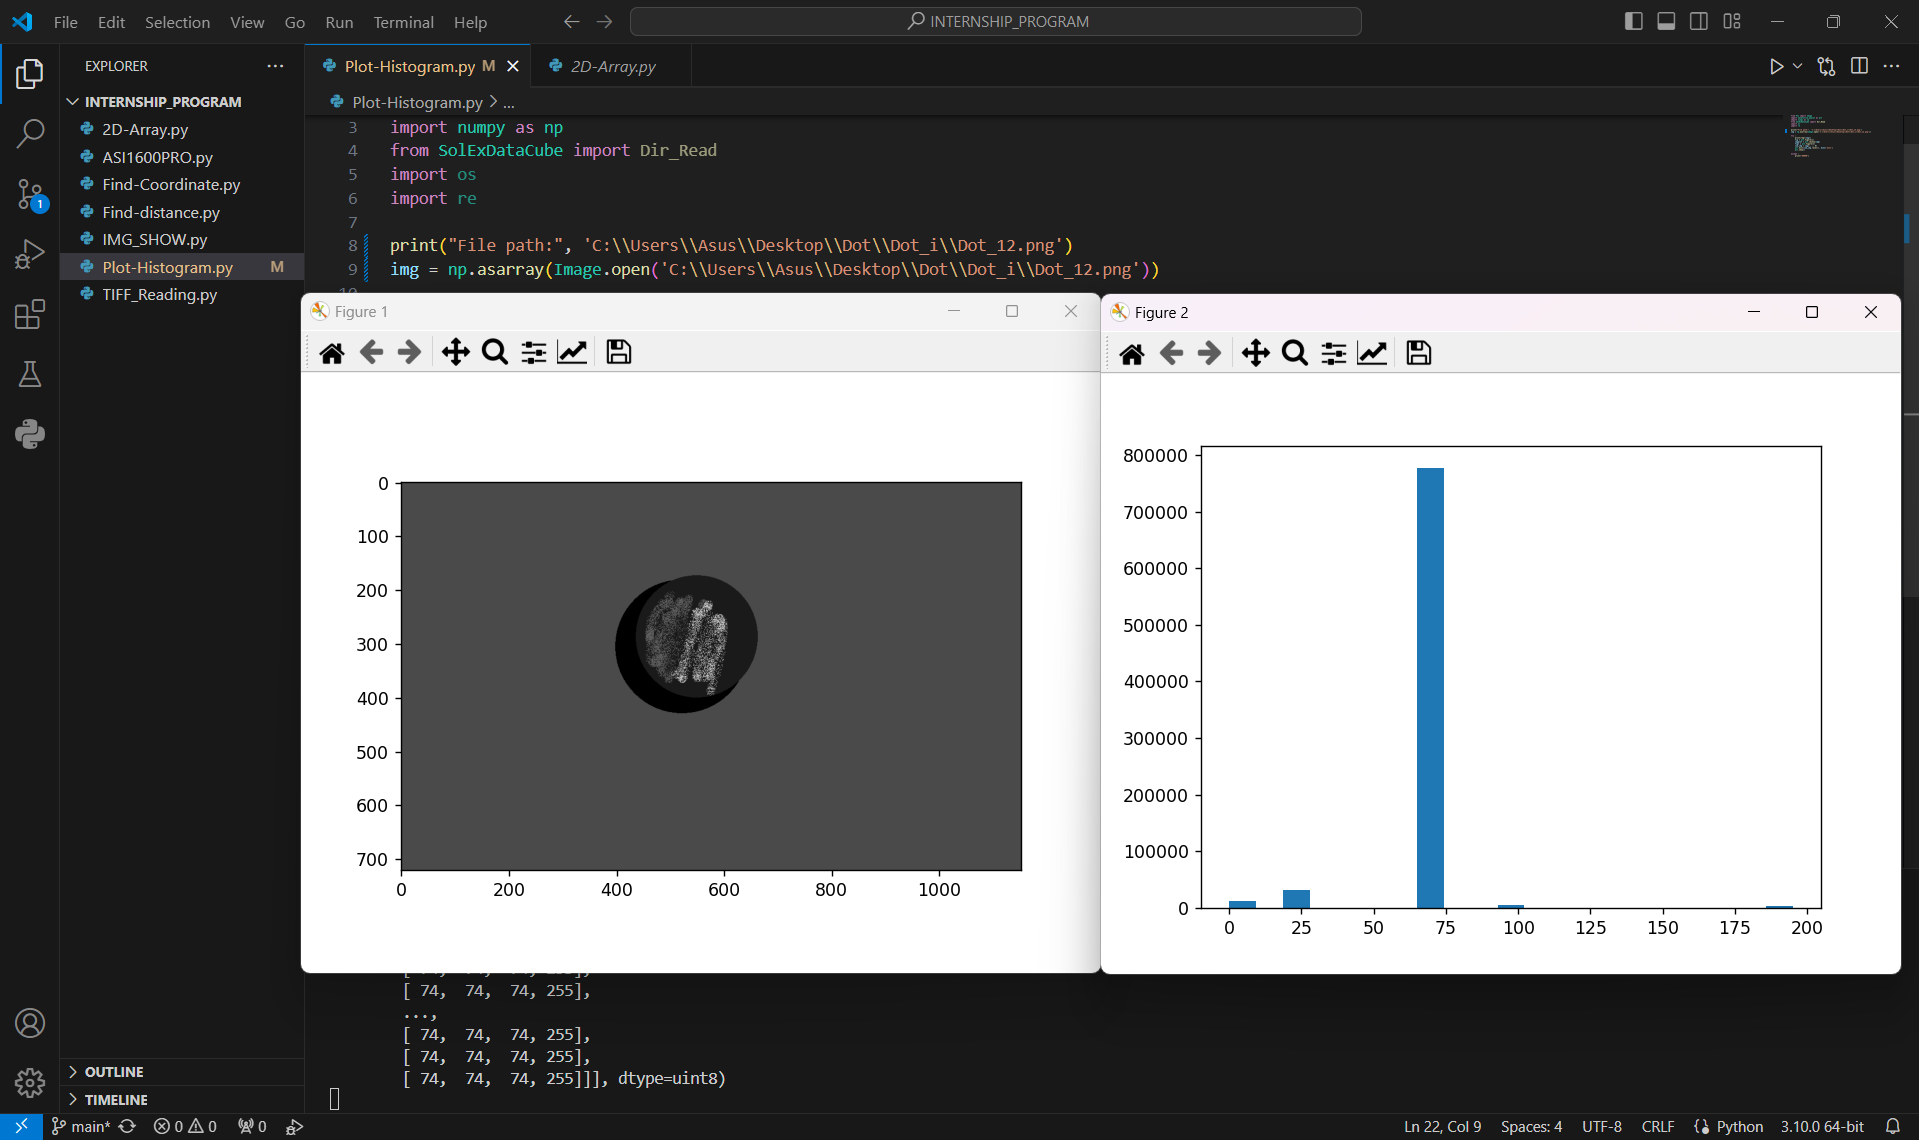 File Edit Selection View Go Run Terminal Help
INTERNSHIP_PROGRAM
EXPLORER
INTERNSHIP_PROGRAM
2D-Array.py
ASI1600PRO.py
Find-Coordinate.py
Find-distance.py
IMG_SHOW.py
Plot-Histogram.py M
TIFF_Reading.py
1
OUTLINE
TIMELINE
Plot-Histogram.py M
2D-Array.py
Plot-Histogram.py > ...
3 import numpy as np
4 from SolExDataCube import Dir_Read
5 import os
6 import re
7
8 print("File path:", 'C:\\Users\\Asus\\Desktop\\Dot\\Dot_i\\Dot_12.png')
9 img = np.asarray(Image.open('C:\\Users\\Asus\\Desktop\\Dot\\Dot_i\\Dot_12.png'))
10
Figure 1
0
100
200
300
400
500
600
700
0 200 400 600 800 1000
Figure 2
800000
700000
600000
500000
400000
300000
200000
100000
0
0 25 50 75 100 125 150 175 200
[ 74, 74, 74, 255],
...,
[ 74, 74, 74, 255],
[ 74, 74, 74, 255],
[ 74, 74, 74, 255]]], dtype=uint8)
main* 0 0 0
Ln 22, Col 9 Spaces: 4 UTF-8 CRLF Python 3.10.0 64-bit